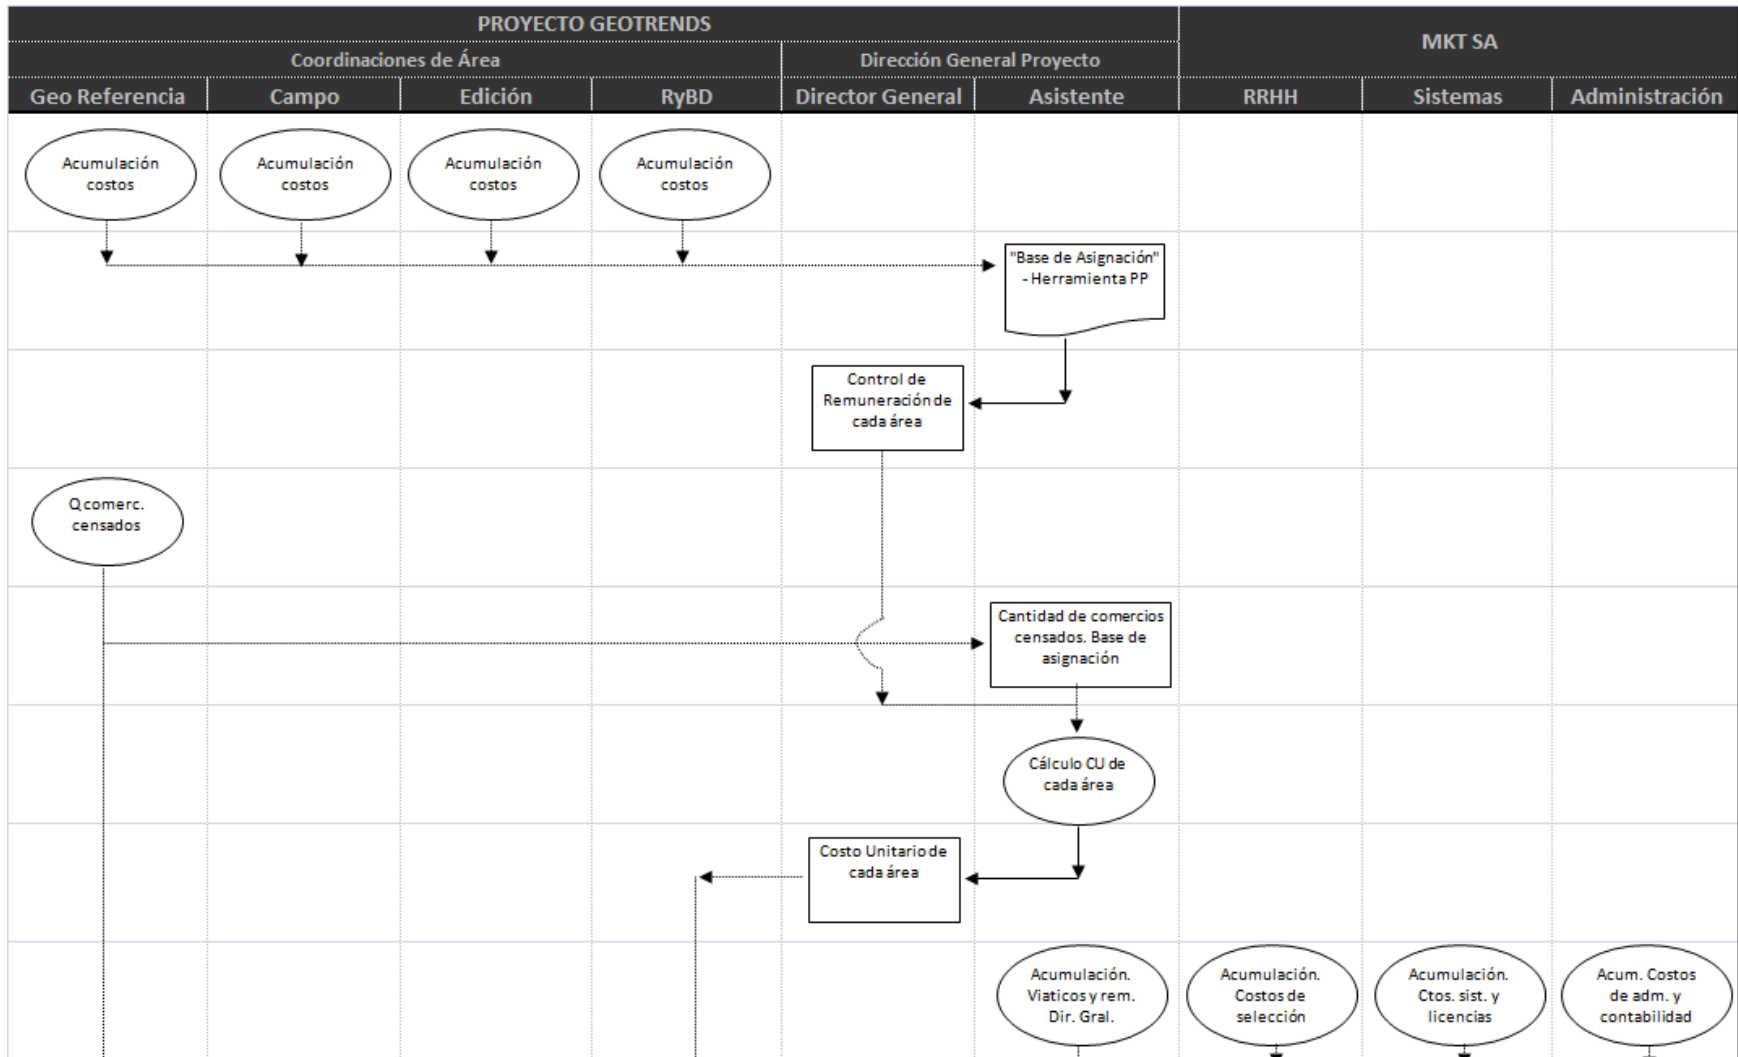 PROYECTO GEOTRENDS
MKT SA
Coordinaciones de Área
Dirección General Proyecto
Geo Referencia
Campo
Edición
RyBD
Director General
Asistente
RRHH
Sistemas
Administración
Acumulación
costos
Acumulación
costos
Acumulación
costos
Acumulación
costos
"Base de Asignación"
- Herramienta PP
Control de
Remuneración de
cada área
Q comerc.
censados
Cantidad de comercios
censados. Base de
asignación
Cálculo CU de
cada área
Costo Unitario de
cada área
Acumulación.
Viaticos y rem.
Dir. Gral.
Acumulación.
Costos de
selección
Acumulación.
Ctos. sist. y
licencias
Acum. Costos
de adm. y
contabilidad